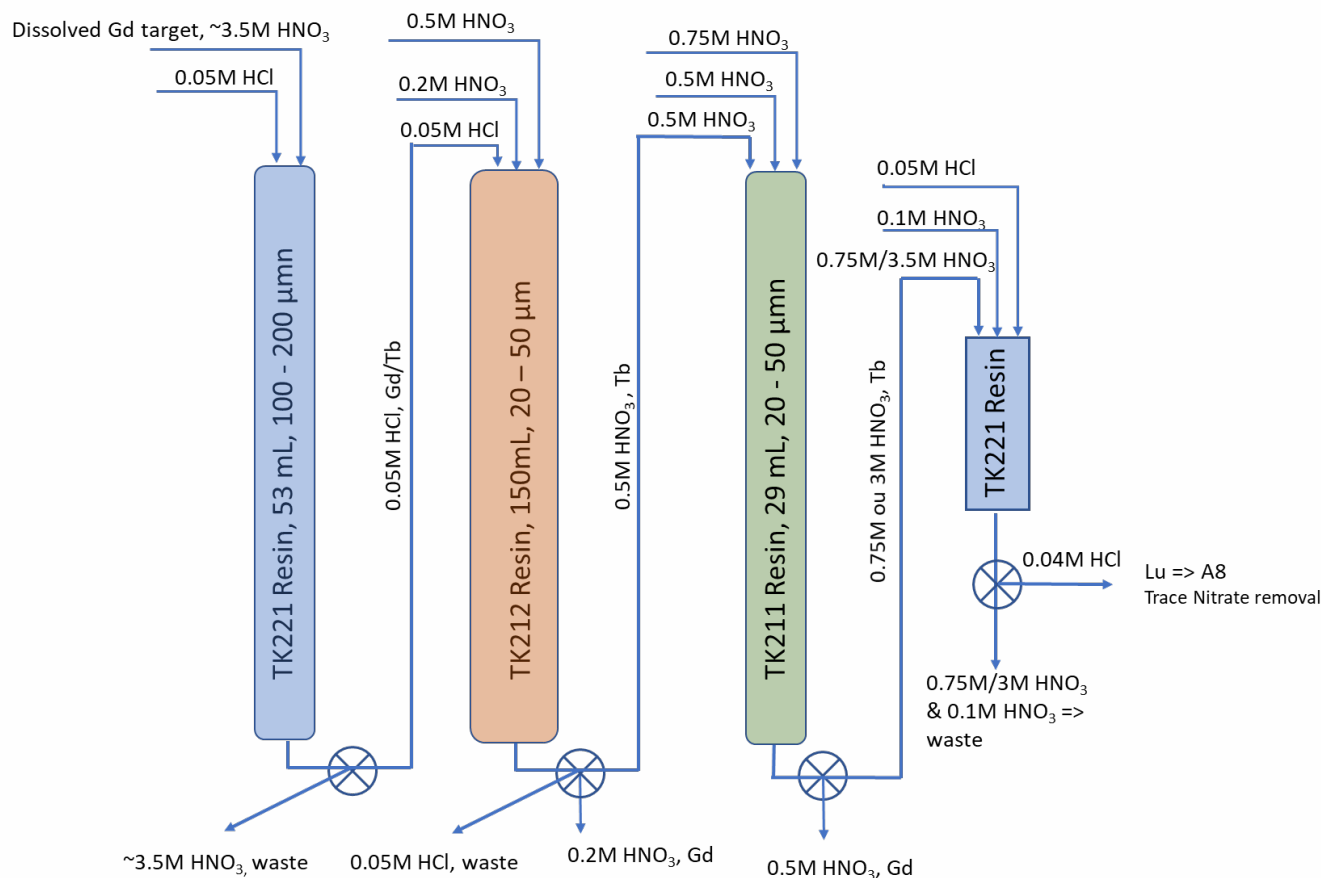 Dissolved Gd target, ~3.5M HNO₃
0.05M HCl
0.5M HNO₃
0.2M HNO₃
0.05M HCl
0.75M HNO₃
0.5M HNO₃
0.5M HNO₃
0.05M HCl
0.1M HNO₃
0.75M/3.5M HNO₃
TK221 Resin, 53 mL, 100 - 200 µmn
0.05M HCl, Gd/Tb
TK212 Resin, 150mL, 20 – 50 µm
0.5M HNO₃, Tb
TK211 Resin, 29 mL, 20 - 50 µmn
0.75M ou 3M HNO₃, Tb
TK221 Resin
0.04M HCl
Lu => A8
Trace Nitrate removal
0.75M/3M HNO₃
& 0.1M HNO₃ =>
waste
~3.5M HNO₃, waste
0.05M HCl, waste
0.2M HNO₃, Gd
0.5M HNO₃, Gd